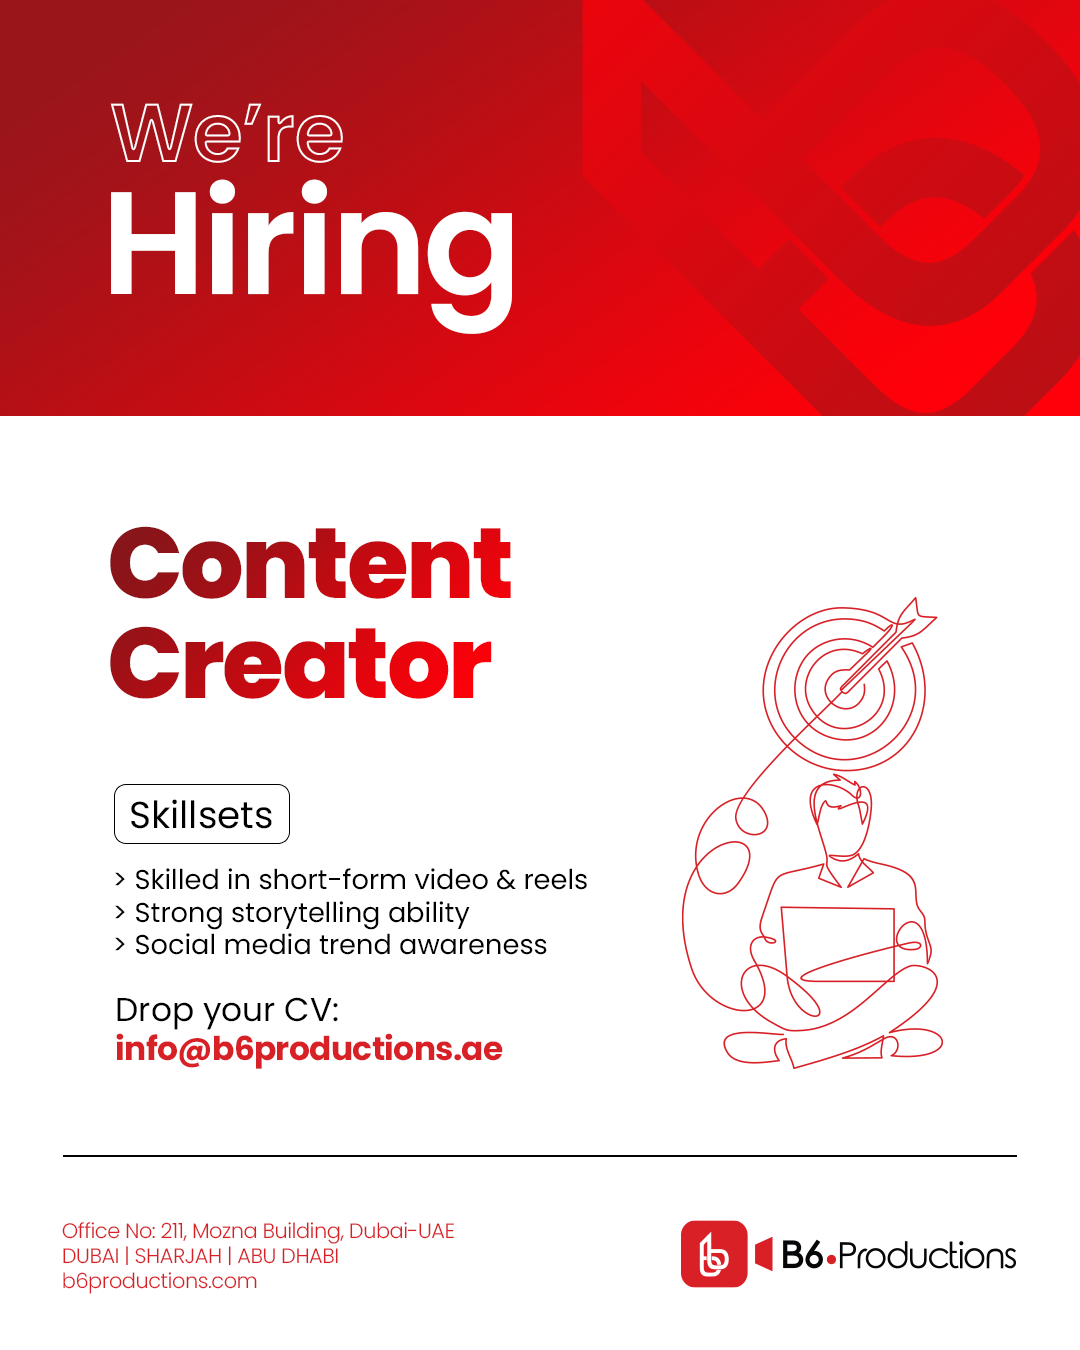 We're
Hiring
Content
Creator
Skillsets
> Skilled in short-form video & reels
> Strong storytelling ability
> Social media trend awareness
Drop your CV:
info@b6productions.ae
Office No: 211, Mozna Building, Dubai-UAE
DUBAI | SHARJAH | ABU DHABI
b6productions.com
B6•Productions